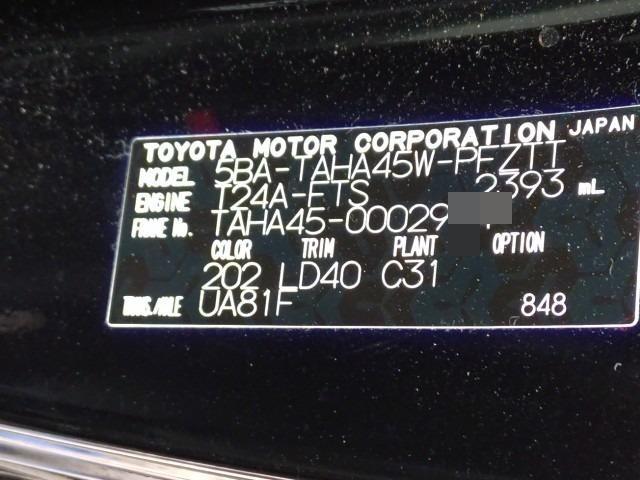 TOYOTA MOTOR CORPORATION JAPAN
MODEL 5BA-TAHA45W-PFZTT
ENGINE T24A-FTS 2393 mL
FRAME No. TAHA45-00029
COLOR TRIM PLANT OPTION
202 LD40 C31
TRANS./AXLE UA81F 848